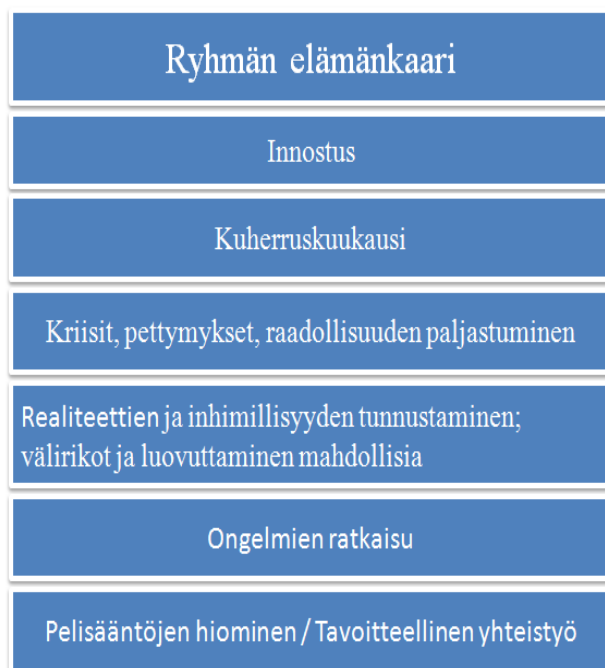 Ryhmän elämänkaari
Innostus
Kuherruskuukausi
Kriisit, pettymykset, raadollisuuden paljastuminen
Realiteettien ja inhimillisyyden tunnustaminen;
välirikot ja luovuttaminen mahdollisia
Ongelmien ratkaisu
Pelisääntöjen hiominen / Tavoitteellinen yhteistyö